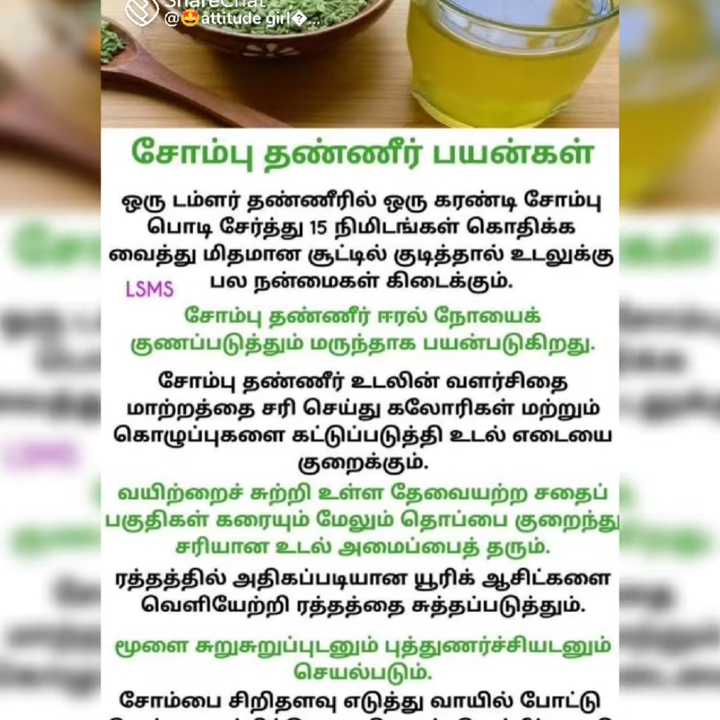 ShareChat
@🤩attitude girl�...
சோம்பு தண்ணீர் பயன்கள்
ஒரு டம்ளர் தண்ணீரில் ஒரு கரண்டி சோம்பு
பொடி சேர்த்து 15 நிமிடங்கள் கொதிக்க
வைத்து மிதமான சூட்டில் குடித்தால் உடலுக்கு
பல நன்மைகள் கிடைக்கும்.
LSMS
சோம்பு தண்ணீர் ஈரல் நோயைக்
குணப்படுத்தும் மருந்தாக பயன்படுகிறது.
சோம்பு தண்ணீர் உடலின் வளர்சிதை
மாற்றத்தை சரி செய்து கலோரிகள் மற்றும்
கொழுப்புகளை கட்டுப்படுத்தி உடல் எடையை
குறைக்கும்.
வயிற்றைச் சுற்றி உள்ள தேவையற்ற சதைப்
பகுதிகள் கரையும் மேலும் தொப்பை குறைந்து
சரியான உடல் அமைப்பைத் தரும்.
ரத்தத்தில் அதிகப்படியான யூரிக் ஆசிட்களை
வெளியேற்றி ரத்தத்தை சுத்தப்படுத்தும்.
மூளை சுறுசுறுப்புடனும் புத்துணர்ச்சியுடனும்
செயல்படும்.
சோம்பை சிறிதளவு எடுத்து வாயில் போட்டு